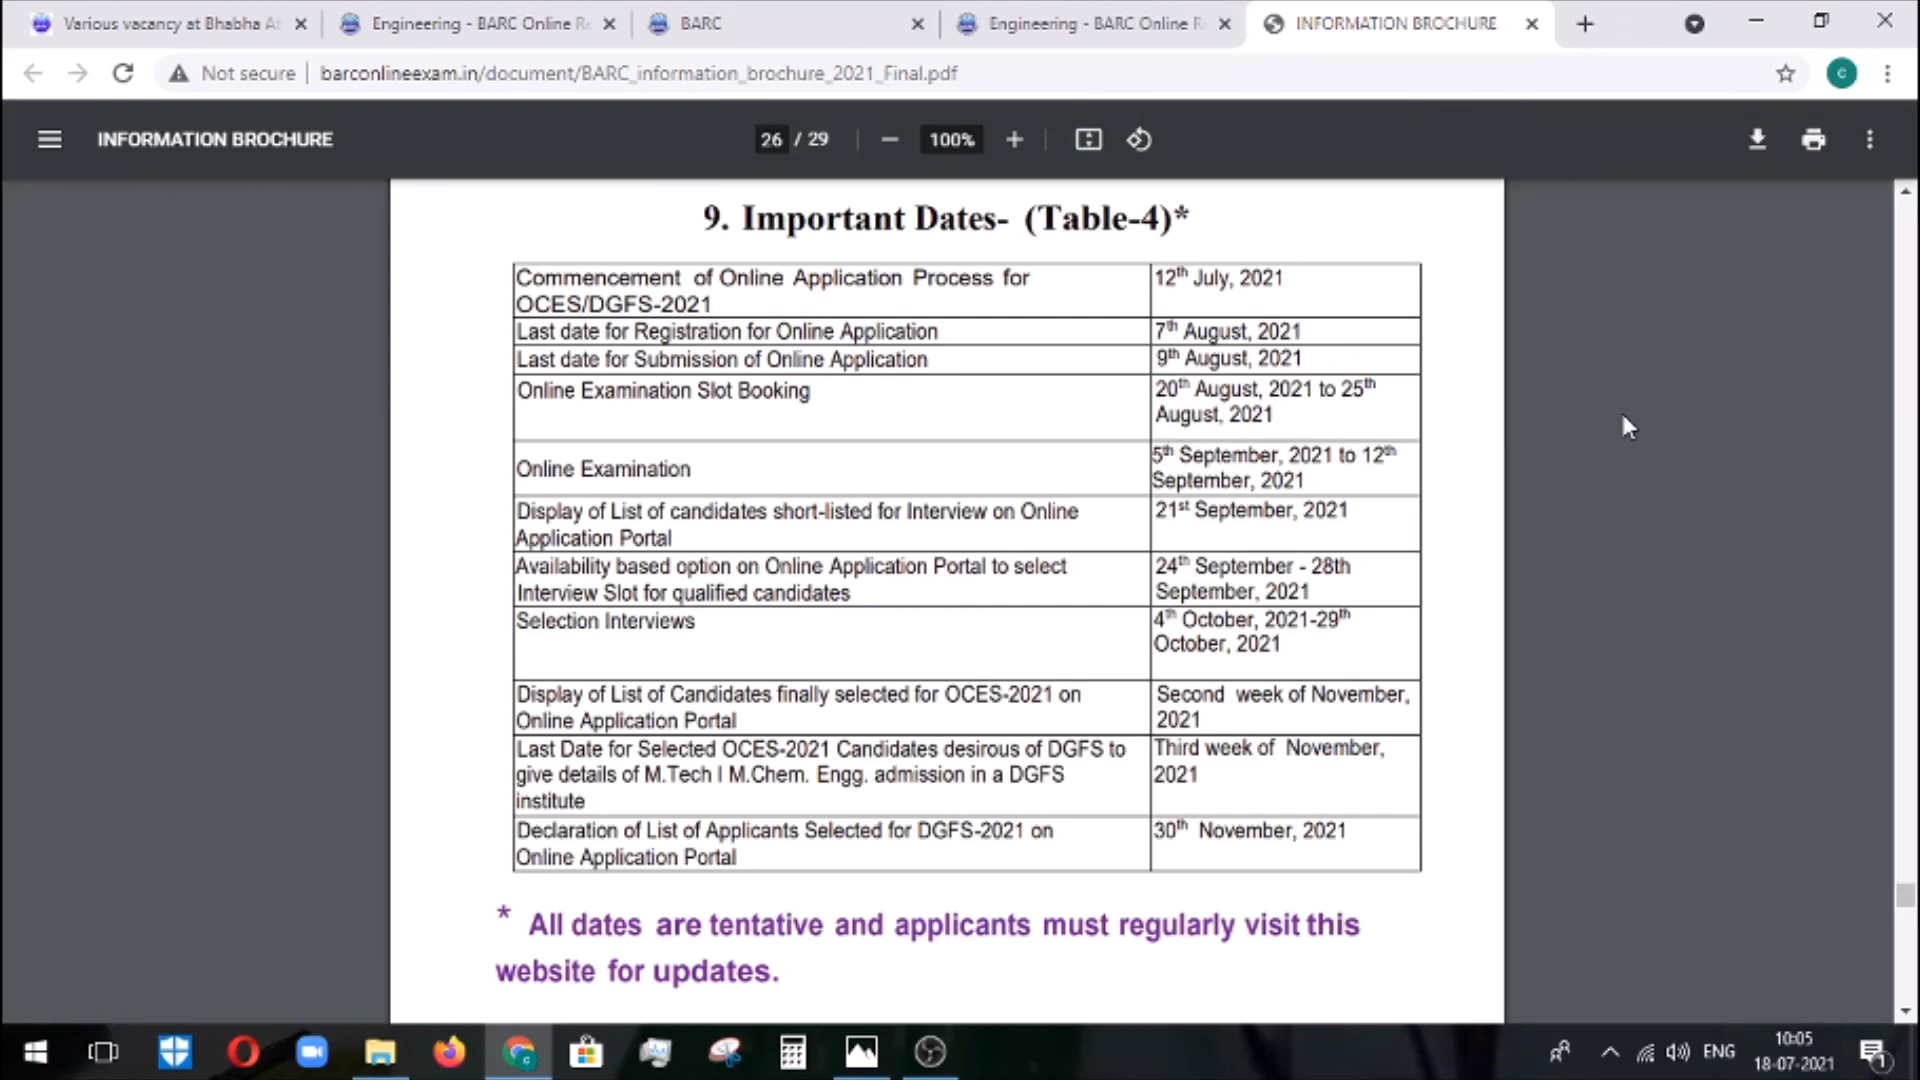 Various vacancy at Bhabha At
Engineering - BARC Online Re
BARC
Engineering - BARC Online R
INFORMATION BROCHURE
Not secure
barconlineexam.in/document/BARC_information_brochure_2021_Final.pdf
C
INFORMATION BROCHURE
26 / 29
100%
9. Important Dates- (Table-4)*
Commencement of Online Application Process for
OCES/DGFS-2021
12th July, 2021
Last date for Registration for Online Application
7th August, 2021
Last date for Submission of Online Application
9th August, 2021
Online Examination Slot Booking
20th August, 2021 to 25th
August, 2021
Online Examination
5th September, 2021 to 12th
September, 2021
Display of List of candidates short-listed for Interview on Online
Application Portal
21st September, 2021
Availability based option on Online Application Portal to select
Interview Slot for qualified candidates
24th September - 28th
September, 2021
Selection Interviews
4th October, 2021-29th
October, 2021
Display of List of Candidates finally selected for OCES-2021 on
Online Application Portal
Second week of November,
2021
Last Date for Selected OCES-2021 Candidates desirous of DGFS to
give details of M.Tech I M.Chem. Engg. admission in a DGFS
institute
Third week of November,
2021
Declaration of List of Applicants Selected for DGFS-2021 on
Online Application Portal
30th November, 2021
* All dates are tentative and applicants must regularly visit this
website for updates.
ENG
10:05
18-07-2021
1